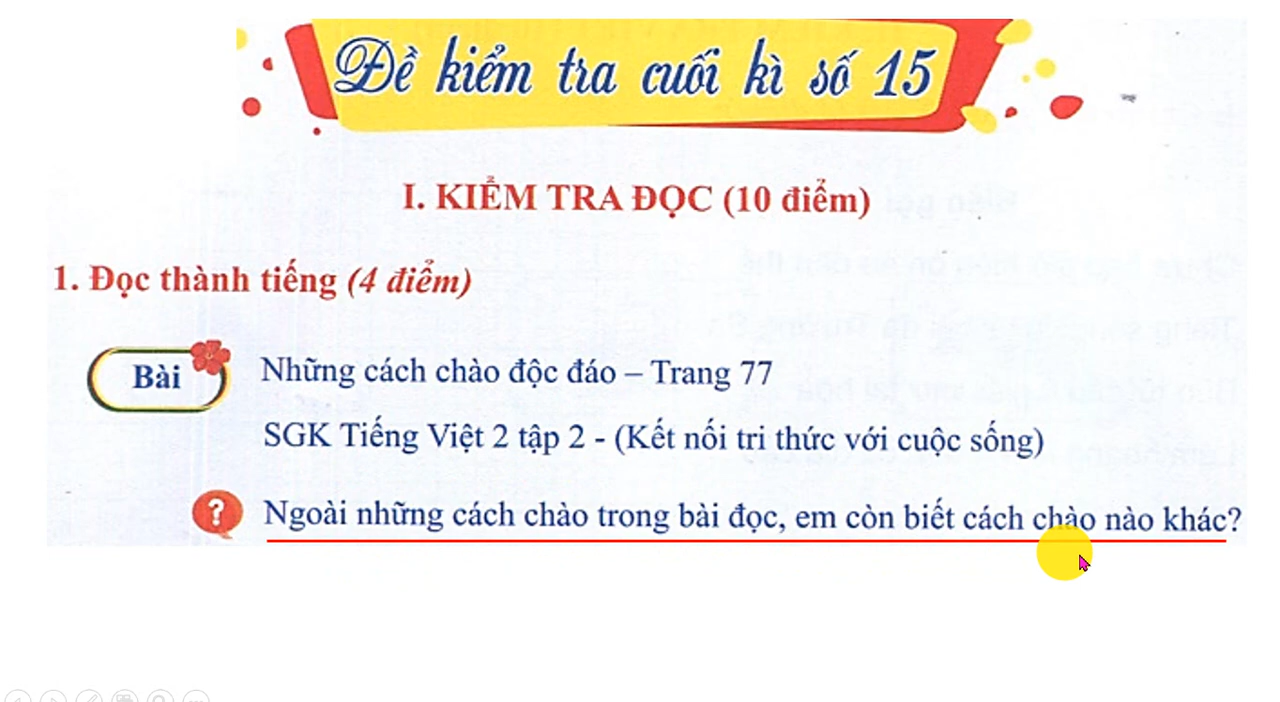 Đề kiểm tra cuối kì số 15
I. KIỂM TRA ĐỌC (10 điểm)
1. Đọc thành tiếng (4 điểm)
Bài
Những cách chào độc đáo – Trang 77
SGK Tiếng Việt 2 tập 2 - (Kết nối tri thức với cuộc sống)
? Ngoài những cách chào trong bài đọc, em còn biết cách chào nào khác?